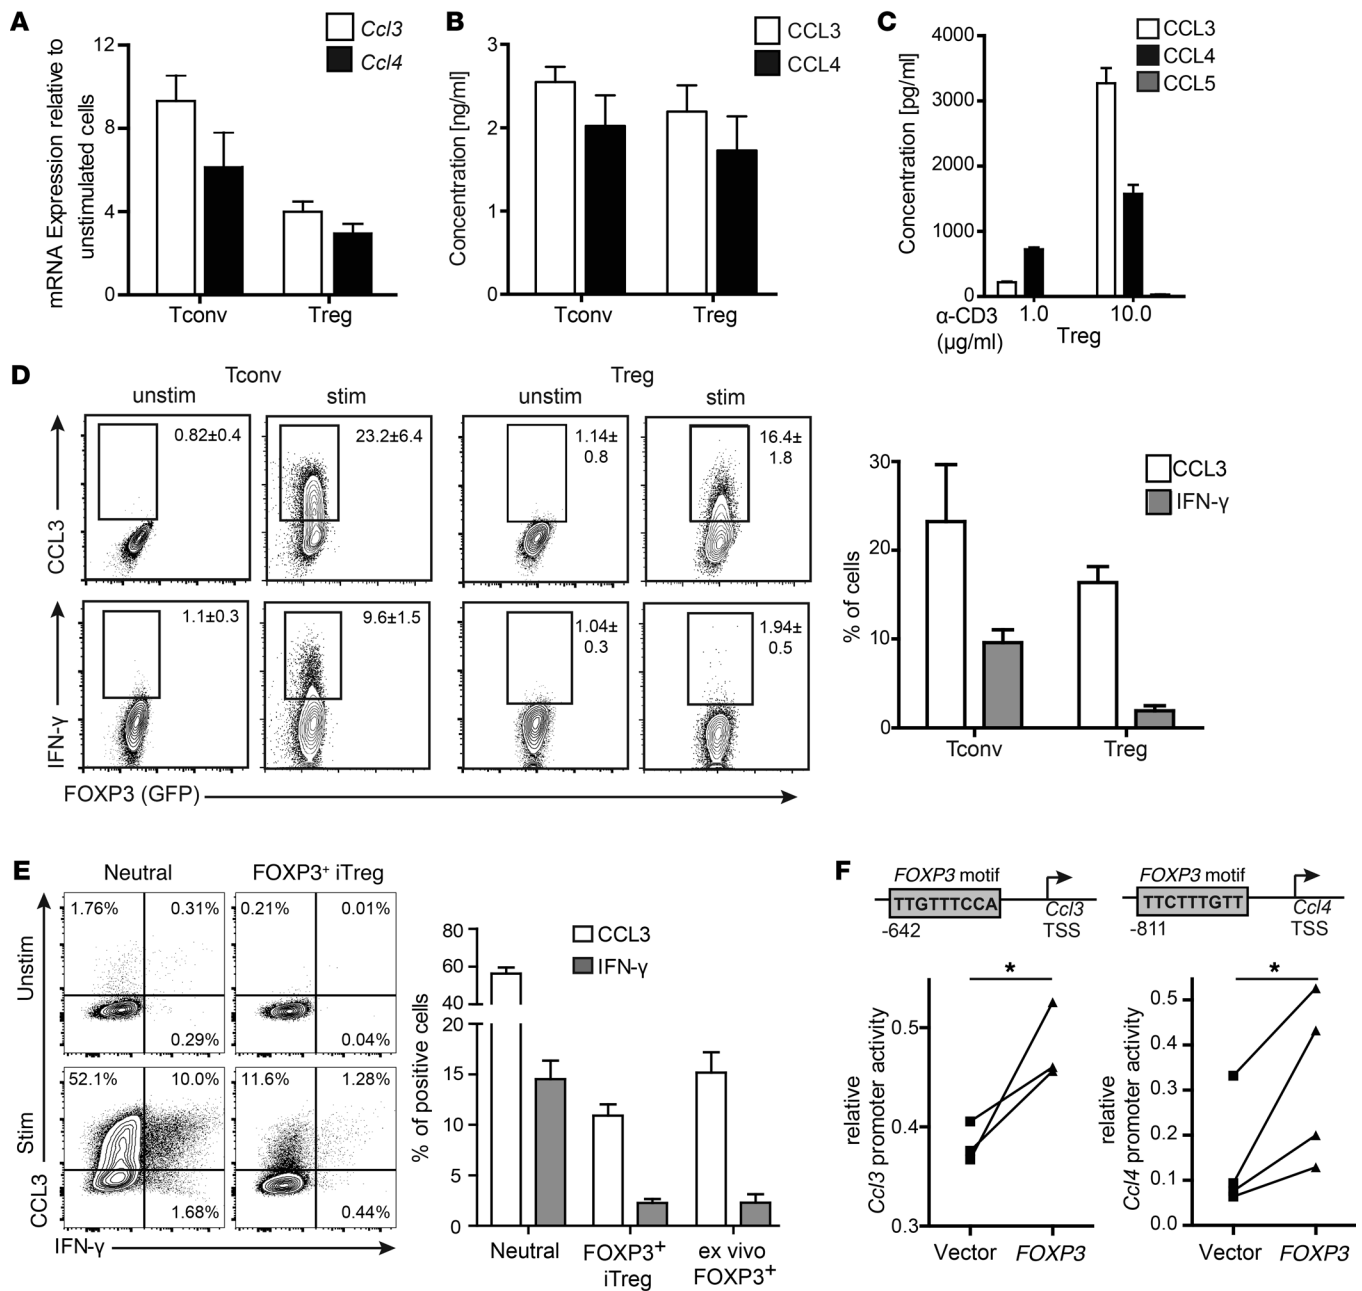 A
mRNA Expression relative to
unstimulated cells
12
8
4
0
Ccl3
Ccl4
Tconv
Treg
B
Concentration [ng/ml]
3
2
1
0
CCL3
CCL4
Tconv
Treg
C
Concentration [pg/ml]
4000
3000
2000
1000
0
CCL3
CCL4
CCL5
α-CD3
(μg/ml)
1.0
10.0
Treg
D
Tconv
Treg
unstim
stim
unstim
stim
CCL3
0.82±0.4
23.2±6.4
1.14±
0.8
16.4±
1.8
IFN-γ
1.1±0.3
9.6±1.5
1.04±
0.3
1.94±
0.5
FOXP3 (GFP)
% of cells
30
20
10
0
CCL3
IFN-γ
Tconv
Treg
E
Neutral
FOXP3+ iTreg
Unstim
1.76%
0.31%
0.29%
0.21%
0.01%
0.04%
Stim
52.1%
10.0%
1.68%
11.6%
1.28%
0.44%
CCL3
IFN-γ
% of positive cells
80
60
40
20
15
10
5
0
CCL3
IFN-γ
Neutral
FOXP3+
iTreg
ex vivo
FOXP3+
F
FOXP3 motif
TTGTTTCCA
-642
Ccl3
TSS
FOXP3 motif
TTCTTTGTT
-811
Ccl4
TSS
relative
Ccl3 promoter activity
0.5
0.4
0.3
*
Vector
FOXP3
relative
Ccl4 promoter activity
0.5
0.4
0.3
0.2
0.1
0.0
*
Vector
FOXP3